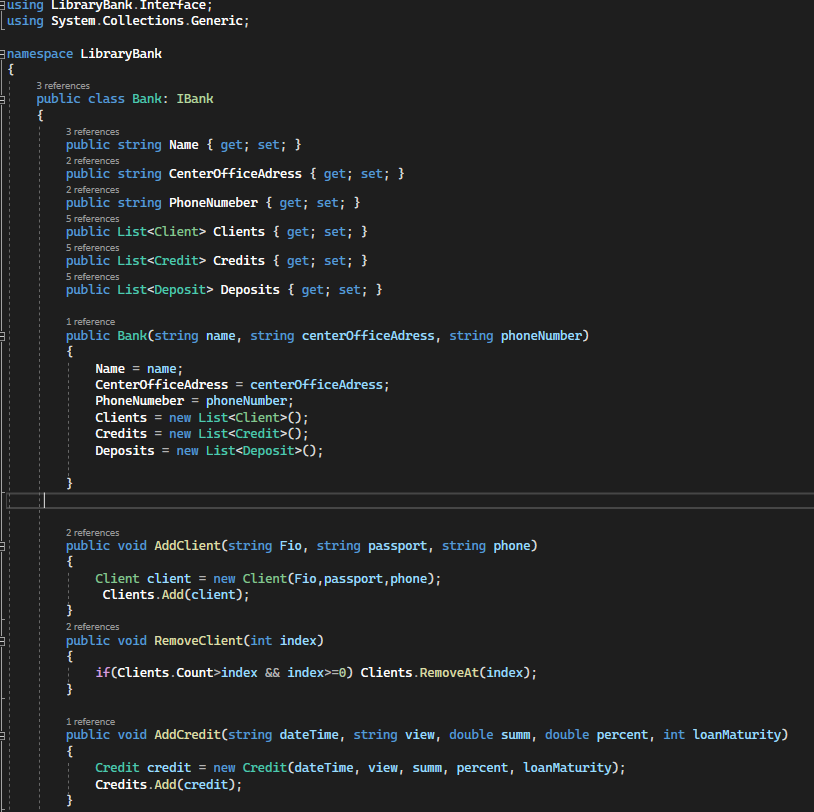 using LibraryBank.Interface;
using System.Collections.Generic;
namespace LibraryBank
{
3 references
public class Bank: IBank
{
3 references
public string Name { get; set; }
2 references
public string CenterOfficeAdress { get; set; }
2 references
public string PhoneNumeber { get; set; }
5 references
public List<Client> Clients { get; set; }
5 references
public List<Credit> Credits { get; set; }
5 references
public List<Deposit> Deposits { get; set; }
1 reference
public Bank(string name, string centerOfficeAdress, string phoneNumber)
{
Name = name;
CenterOfficeAdress = centerOfficeAdress;
PhoneNumeber = phoneNumber;
Clients = new List<Client>();
Credits = new List<Credit>();
Deposits = new List<Deposit>();
}
2 references
public void AddClient(string Fio, string passport, string phone)
{
Client client = new Client(Fio,passport,phone);
Clients.Add(client);
}
2 references
public void RemoveClient(int index)
{
if(Clients.Count>index && index>=0) Clients.RemoveAt(index);
}
1 reference
public void AddCredit(string dateTime, string view, double summ, double percent, int loanMaturity)
{
Credit credit = new Credit(dateTime, view, summ, percent, loanMaturity);
Credits.Add(credit);
}